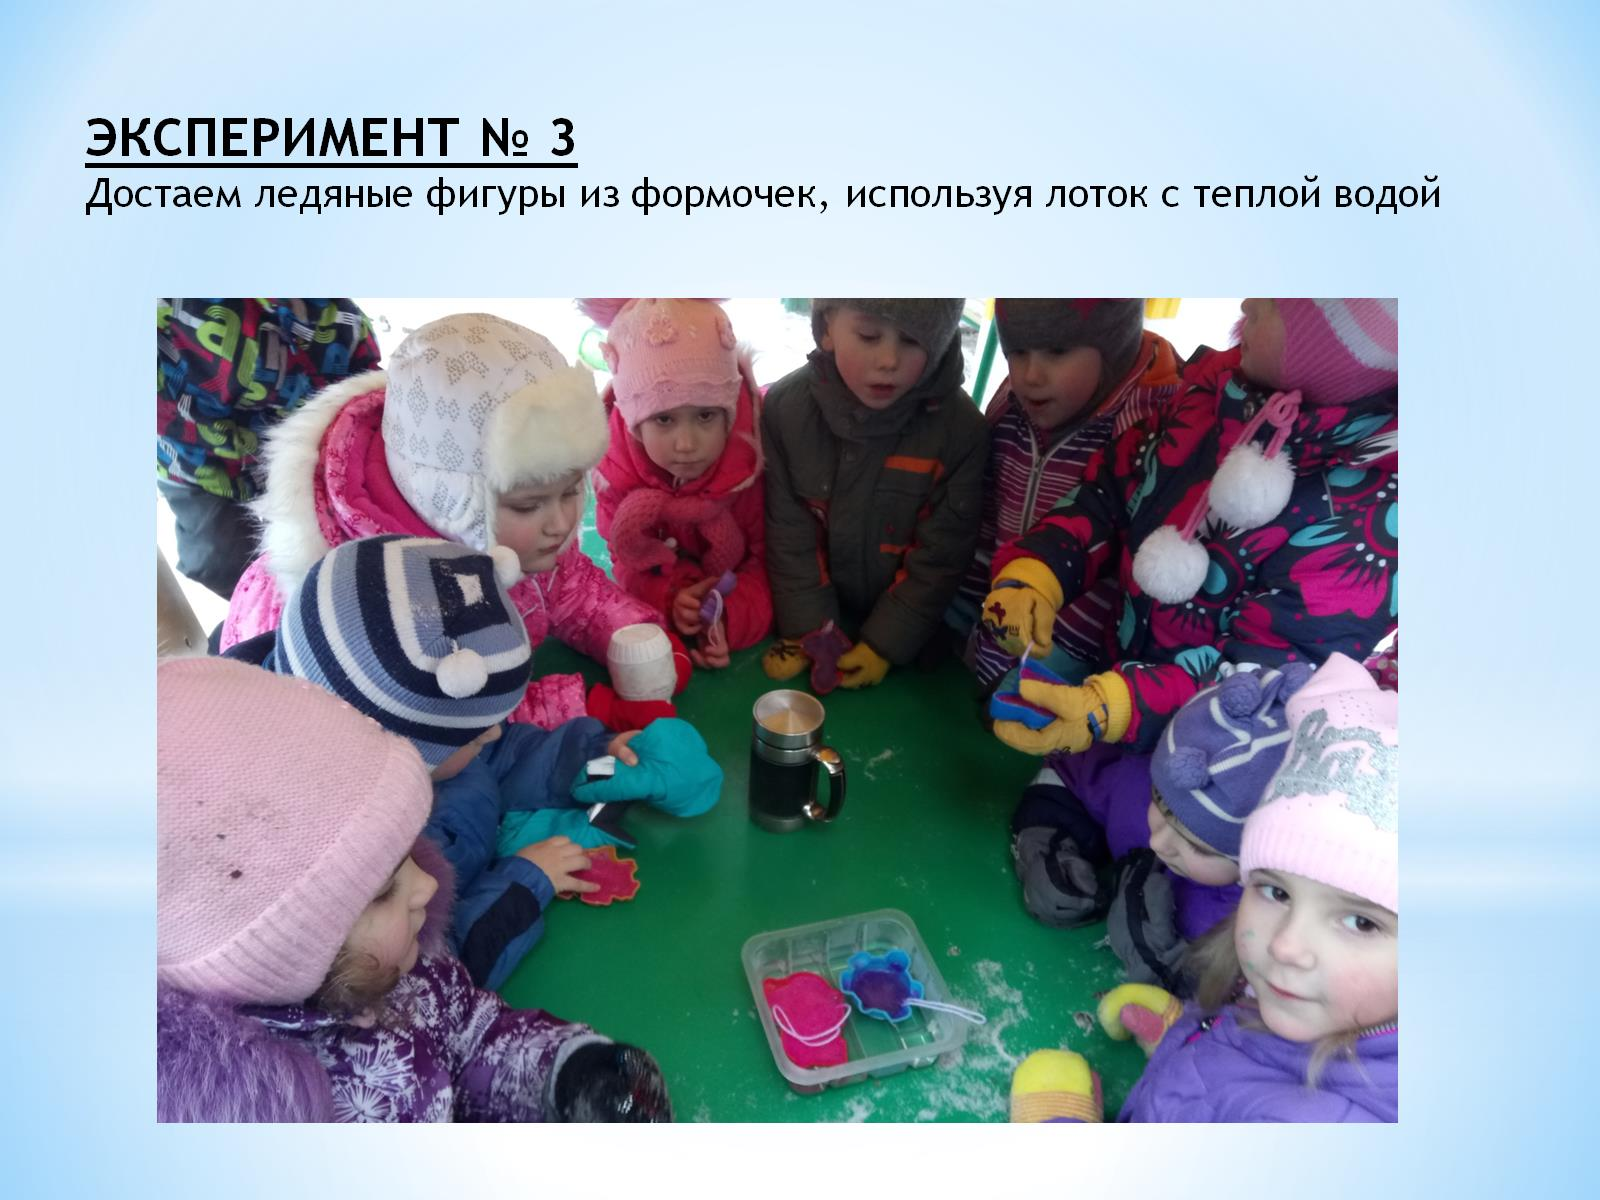 ЭКСПЕРИМЕНТ № 3
Достаем ледяные фигуры из формочек, используя лоток с теплой водой